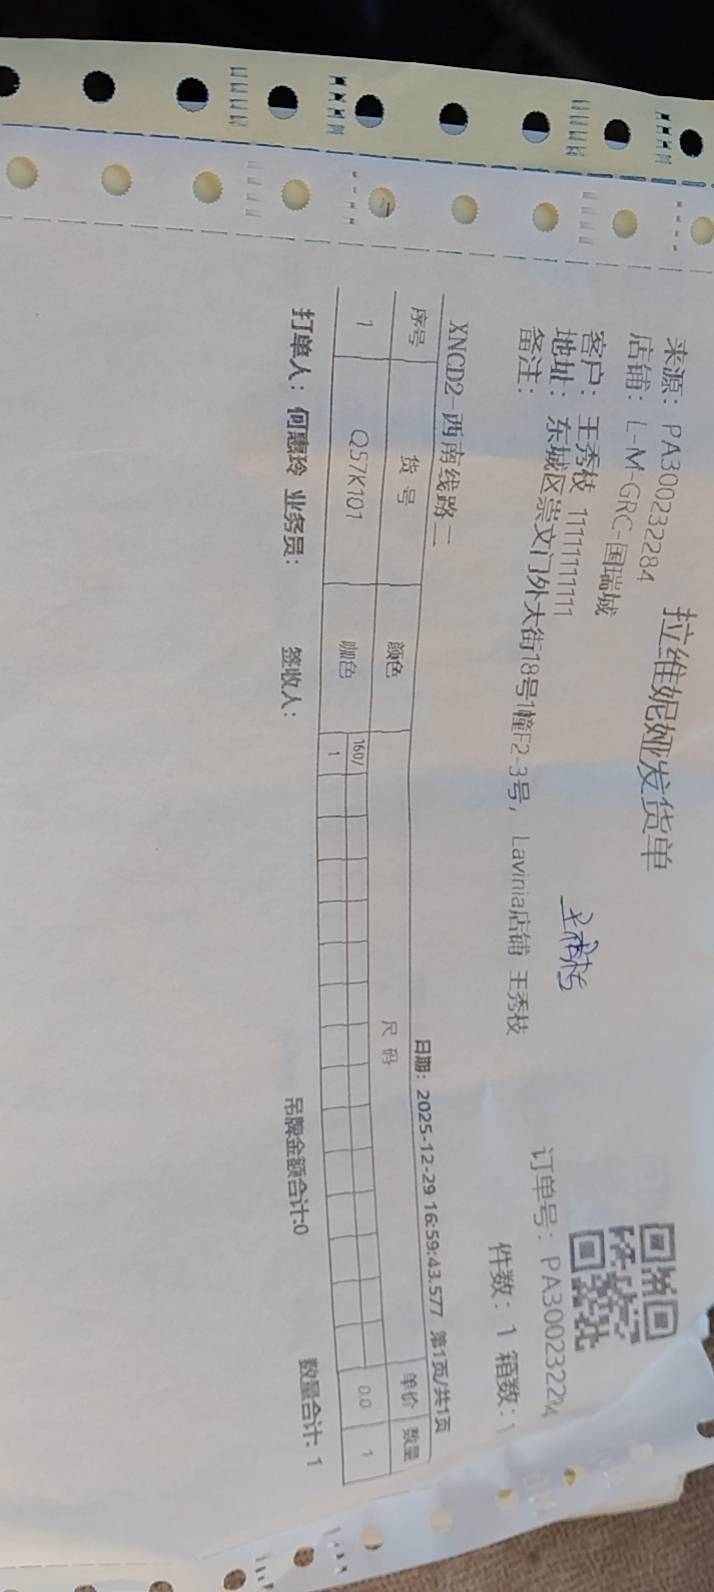 拉维妮娅发货单
来源：PA300232284
店铺：L-M-GRC-国瑞城
客户：王秀枝 11111111111
订单号：PA300232284
地址：东城区崇文门外大街18号1幢F2-3号，Lavinia店铺 王秀枝
王秀枝
备注：
件数：1 箱数：1
XNCD2-西南线路二
日期：2025-12-29 16:59:43.577 第1页/共1页
序号 货号 颜色 尺码 单价 数量
160/
1 Q57K101 咖色 1 0.0 1
打单人：何惠玲 业务员： 签收人： 吊牌金额合计:0 数量合计: 1